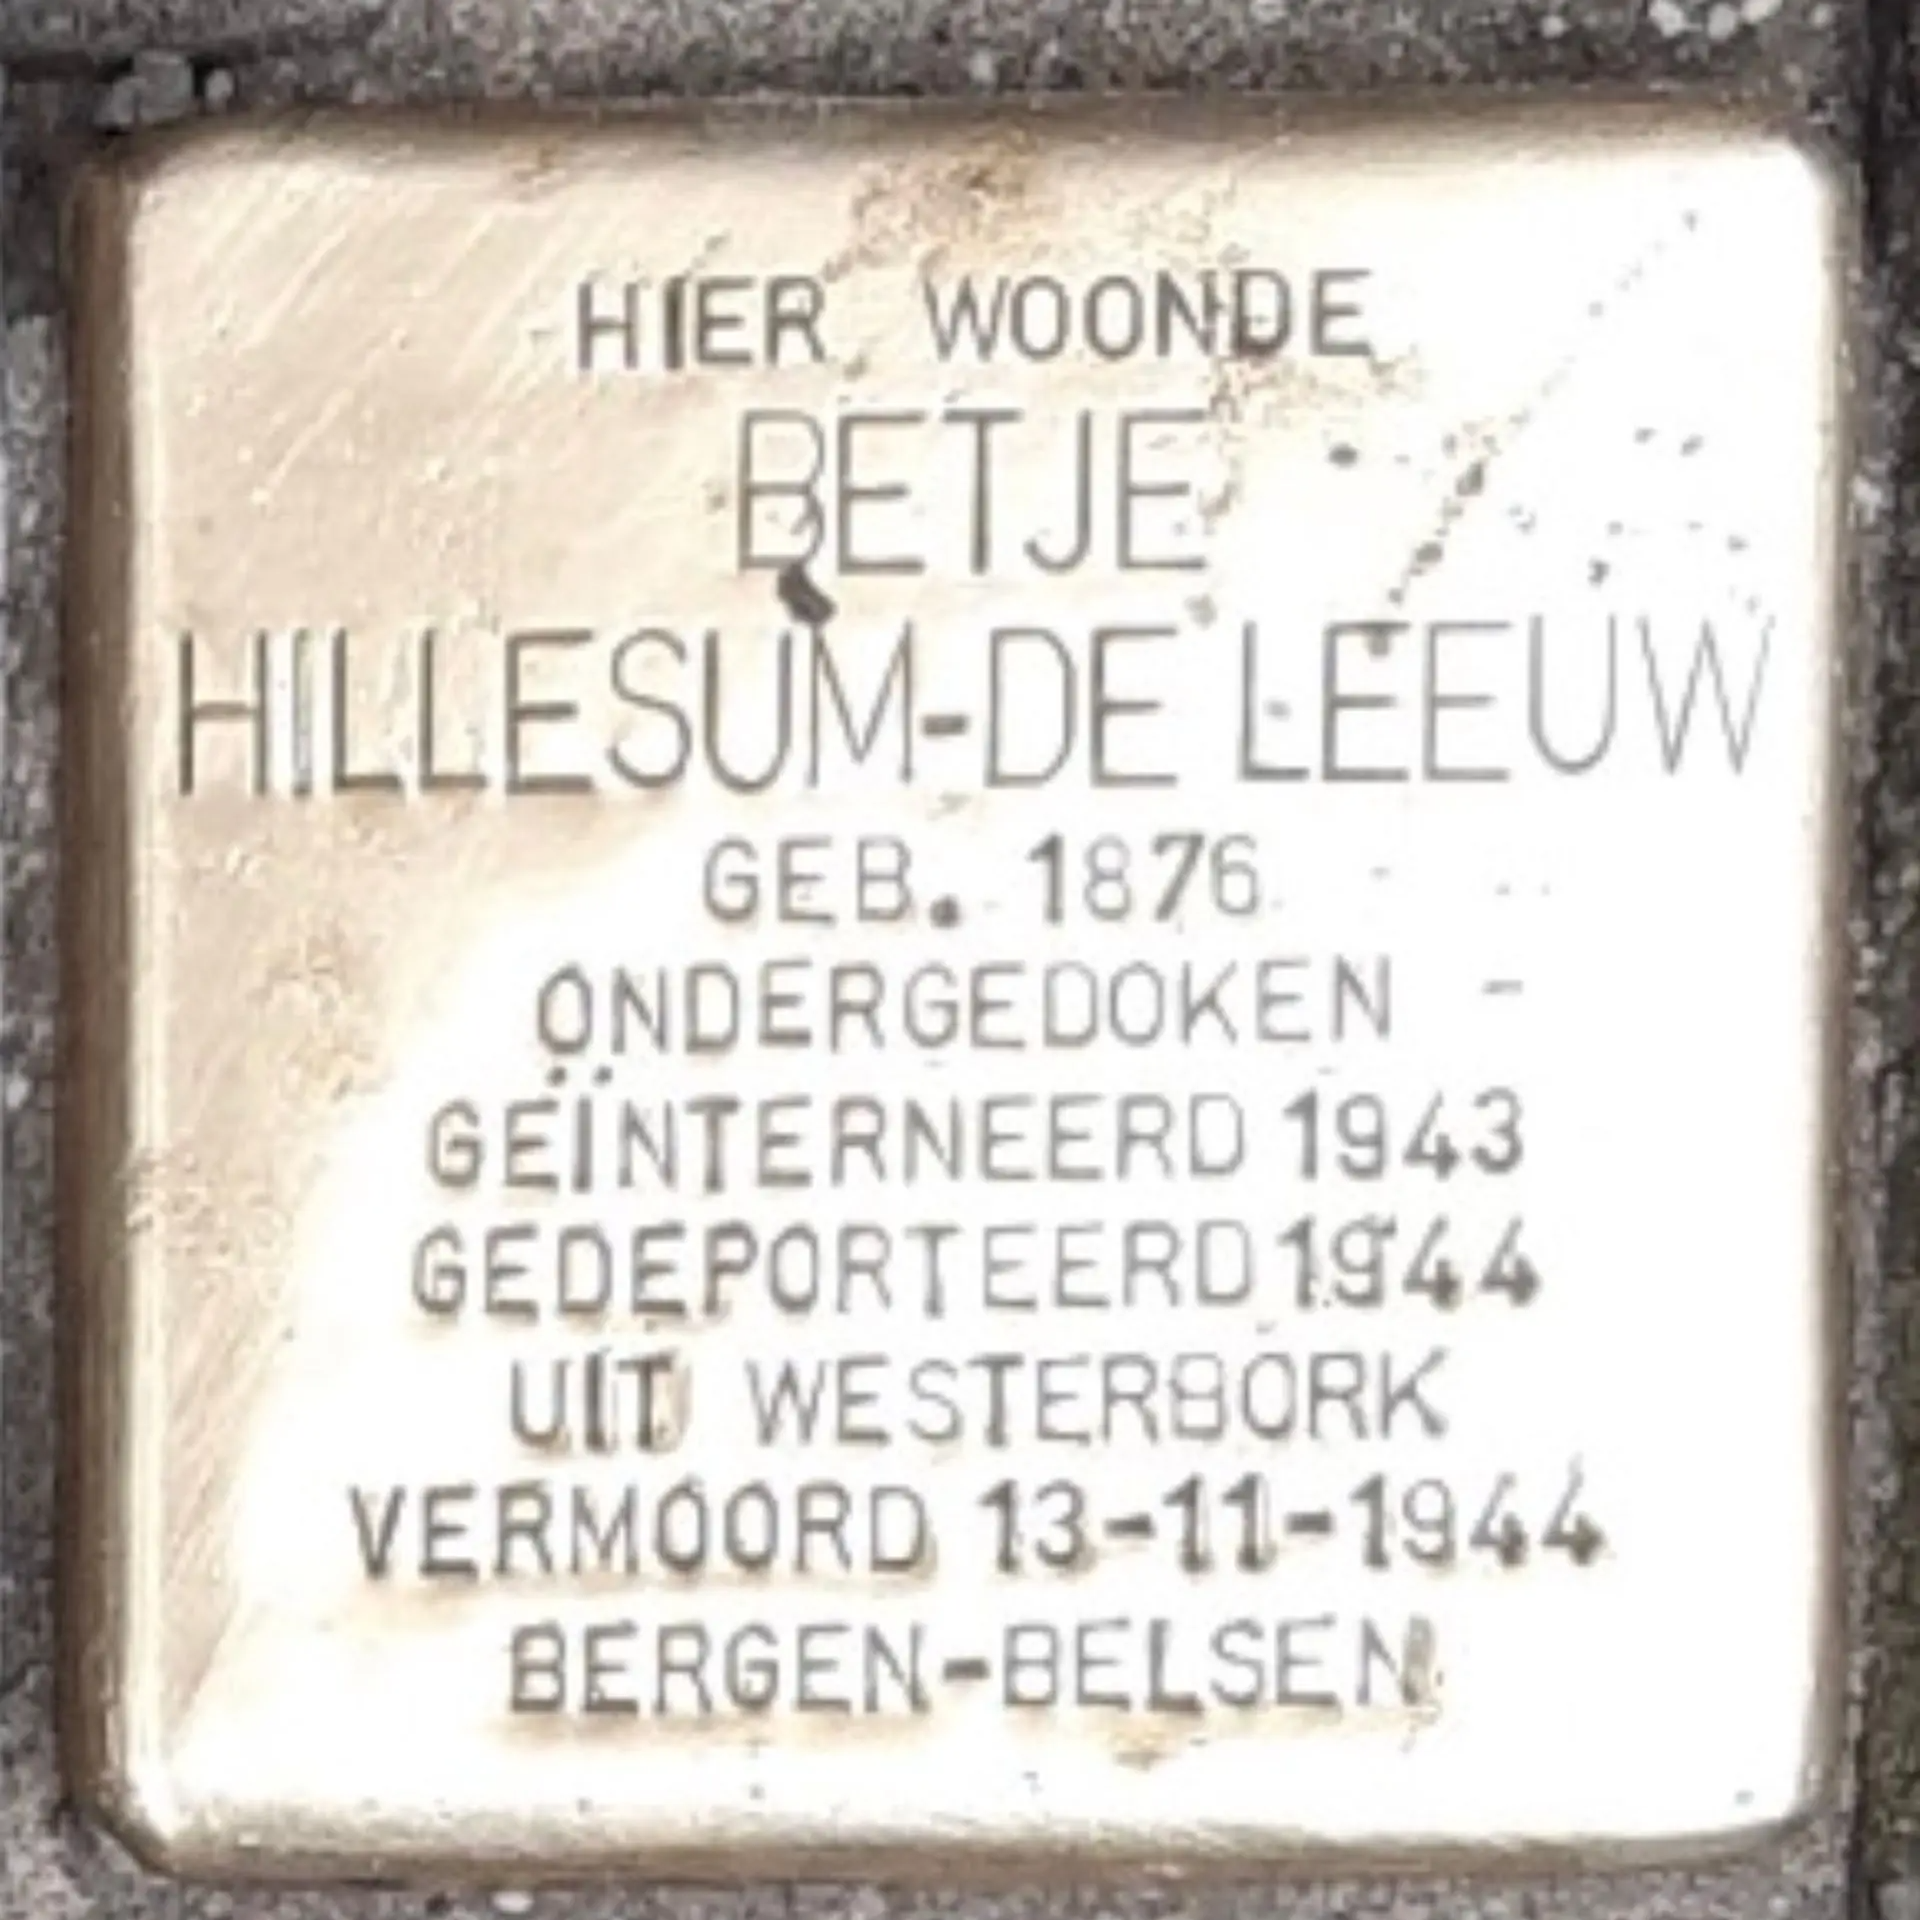 HIER WOONDE
BETJE
HILLESUM-DE LEEUW
GEB. 1876
ONDERGEDOKEN
GEÏNTERNEERD 1943
GEDEPORTEERD 1944
UIT WESTERBORK
VERMOORD 13-11-1944
BERGEN-BELSEN